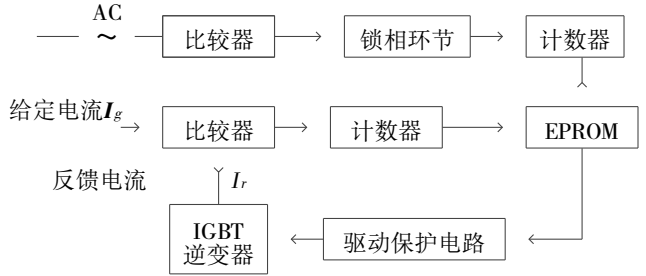 AC
~
比较器
锁相环节
计数器
给定电流Ig
比较器
计数器
EPROM
反馈电流
Ir
IGBT
逆变器
驱动保护电路